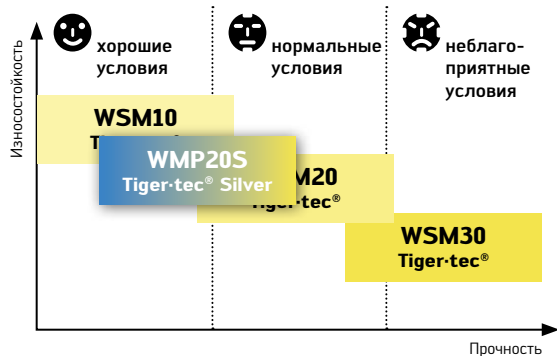 хорошие
условия
нормальные
условия
неблаго-
приятные
условия
Износостойкость
WSM10
WMP20S
Tiger·tec® Silver
M20
Tiger·tec®
WSM30
Tiger·tec®
Прочность